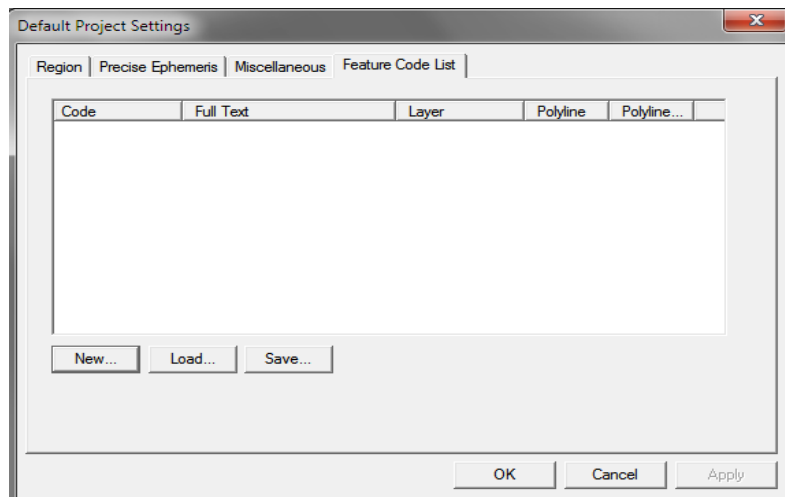 Default Project Settings
Region Precise Ephemeris Miscellaneous Feature Code List
Code Full Text Layer Polyline Polyline...
New... Load... Save...
OK Cancel Apply